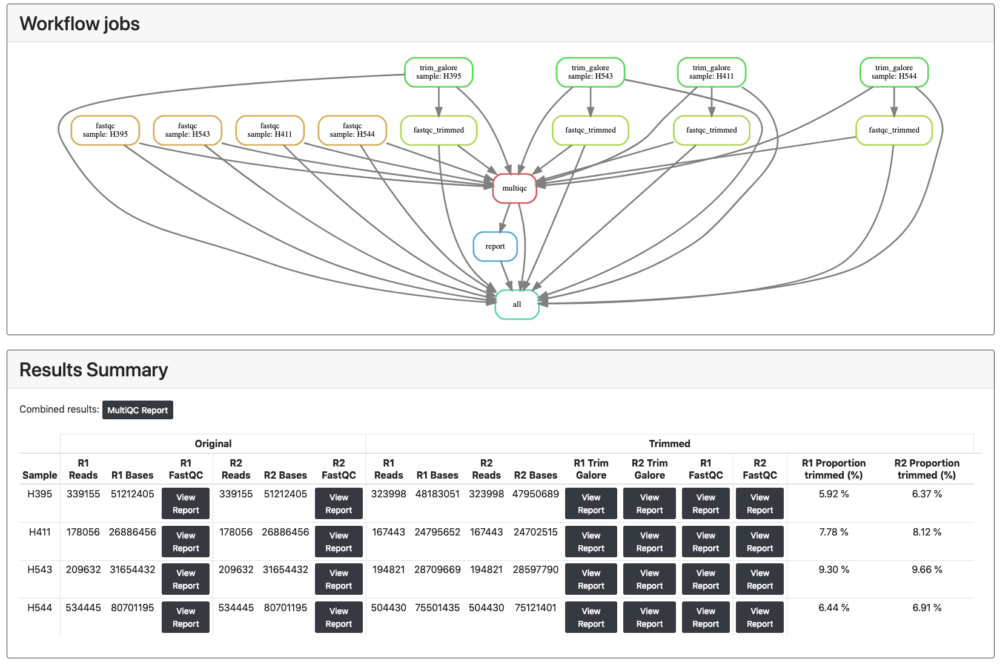 Workflow jobs
trim_galore
sample: H395
trim_galore
sample: H543
trim_galore
sample: H411
trim_galore
sample: H544
fastqc
sample: H395
fastqc
sample: H543
fastqc
sample: H411
fastqc
sample: H544
fastqc_trimmed
fastqc_trimmed
fastqc_trimmed
fastqc_trimmed
multiqc
report
all
Results Summary
Combined results: MultiQC Report
Original Trimmed
Sample R1 Reads R1 Bases R1 FastQC R2 Reads R2 Bases R2 FastQC R1 Reads R1 Bases R2 Reads R2 Bases R1 Trim Galore R2 Trim Galore R1 FastQC R2 FastQC R1 Proportion trimmed (%) R2 Proportion trimmed (%)
H395 339155 51212405 View Report 339155 51212405 View Report 323998 48183051 323998 47950689 View Report View Report View Report View Report 5.92 % 6.37 %
H411 178056 26886456 View Report 178056 26886456 View Report 167443 24795652 167443 24702515 View Report View Report View Report View Report 7.78 % 8.12 %
H543 209632 31654432 View Report 209632 31654432 View Report 194821 28709669 194821 28597790 View Report View Report View Report View Report 9.30 % 9.66 %
H544 534445 80701195 View Report 534445 80701195 View Report 504430 75501435 504430 75121401 View Report View Report View Report View Report 6.44 % 6.91 %